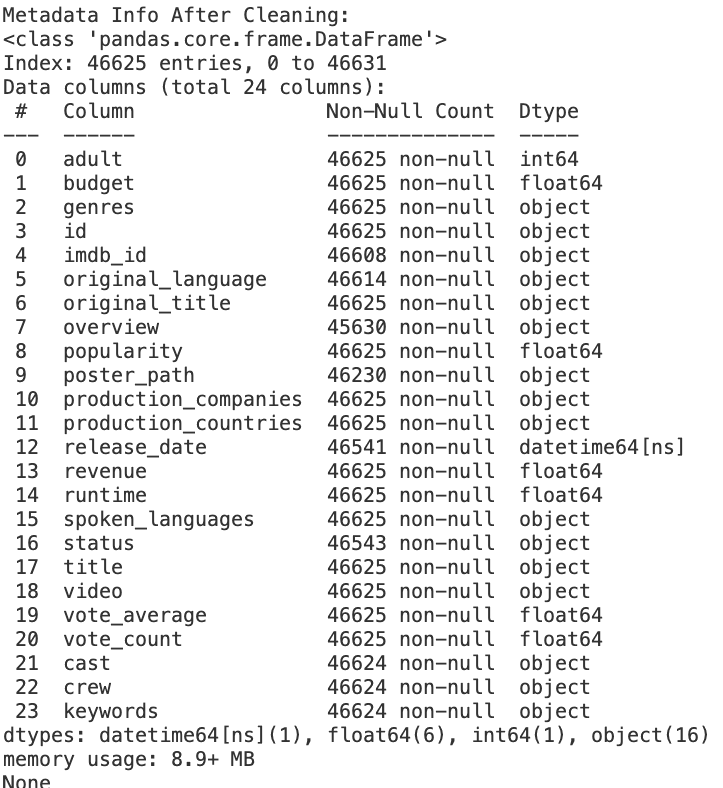 Metadata Info After Cleaning:
<class 'pandas.core.frame.DataFrame'>
Index: 46625 entries, 0 to 46631
Data columns (total 24 columns):
 #   Column                Non-Null Count  Dtype
---  ------                --------------  -----
 0   adult                 46625 non-null  int64
 1   budget                46625 non-null  float64
 2   genres                46625 non-null  object
 3   id                    46625 non-null  object
 4   imdb_id               46608 non-null  object
 5   original_language     46614 non-null  object
 6   original_title        46625 non-null  object
 7   overview              45630 non-null  object
 8   popularity            46625 non-null  float64
 9   poster_path           46230 non-null  object
 10  production_companies  46625 non-null  object
 11  production_countries  46625 non-null  object
 12  release_date          46541 non-null  datetime64[ns]
 13  revenue               46625 non-null  float64
 14  runtime               46625 non-null  float64
 15  spoken_languages      46625 non-null  object
 16  status                46543 non-null  object
 17  title                 46625 non-null  object
 18  video                 46625 non-null  object
 19  vote_average          46625 non-null  float64
 20  vote_count            46625 non-null  float64
 21  cast                  46624 non-null  object
 22  crew                  46624 non-null  object
 23  keywords              46624 non-null  object
dtypes: datetime64[ns](1), float64(6), int64(1), object(16)
memory usage: 8.9+ MB
None